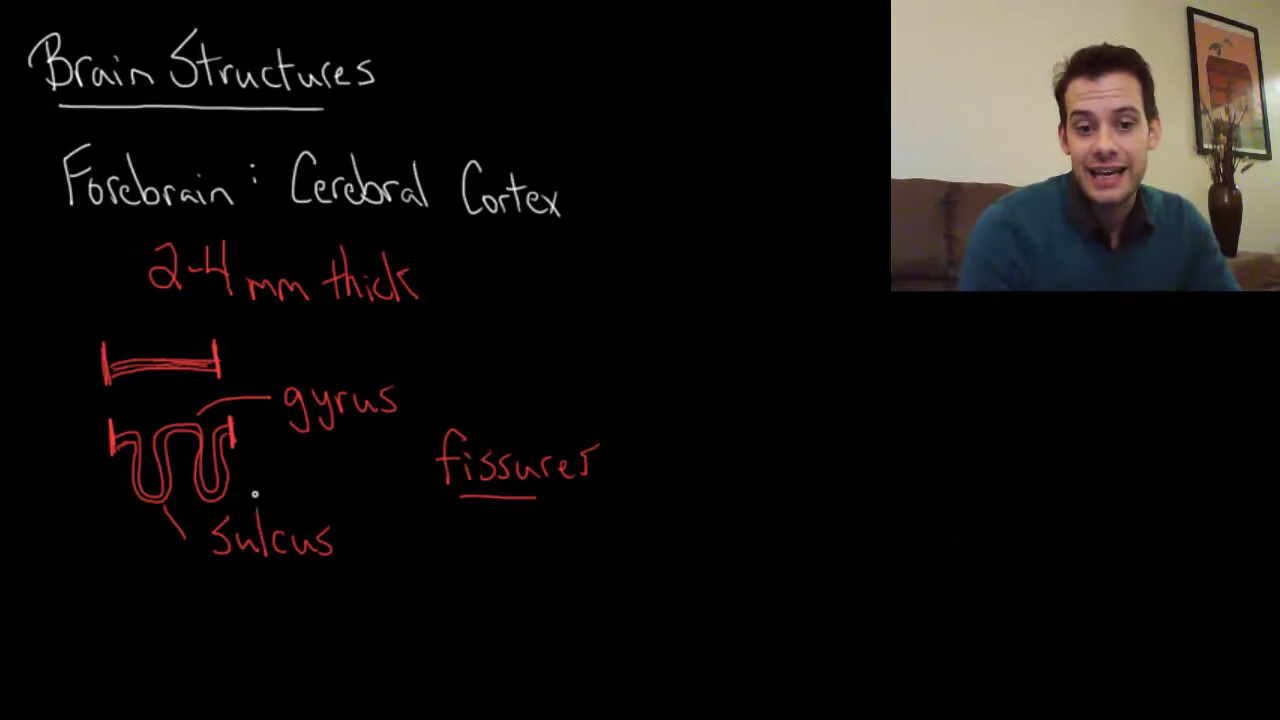 Brain Structures
Forebrain: Cerebral Cortex
2-4 mm thick
gyrus
fissures
sulcus